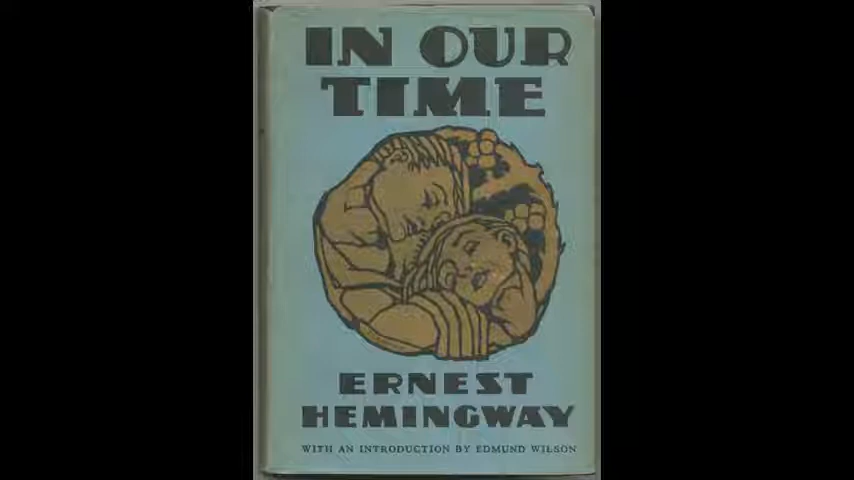 IN OUR
TIME
ERNEST
HEMINGWAY
WITH AN INTRODUCTION BY EDMUND WILSON